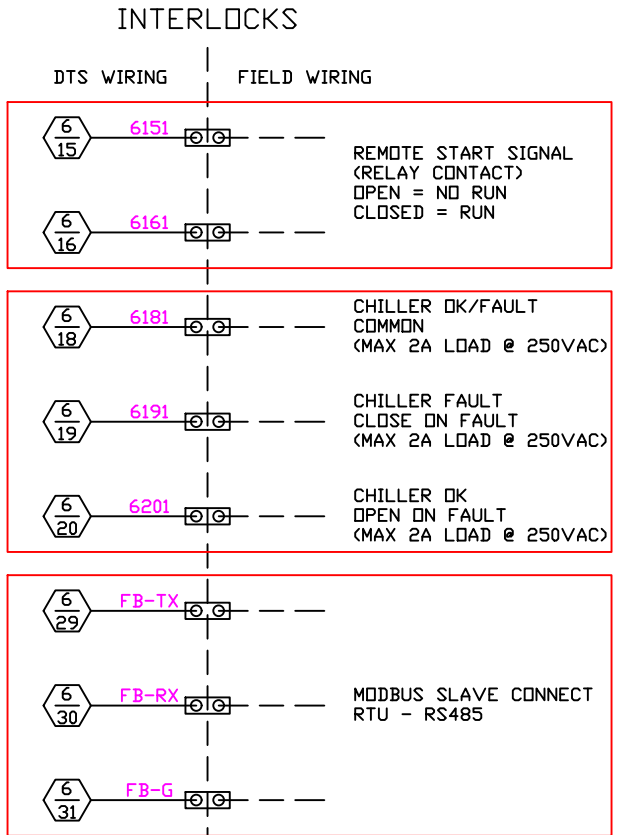 INTERLOCKS
DTS WIRING FIELD WIRING
6
15
6151
REMOTE START SIGNAL
(RELAY CONTACT)
OPEN = NO RUN
CLOSED = RUN
6
16
6161
6
18
6181
CHILLER OK/FAULT
COMMON
(MAX 2A LOAD @ 250VAC)
6
19
6191
CHILLER FAULT
CLOSE ON FAULT
(MAX 2A LOAD @ 250VAC)
6
20
6201
CHILLER OK
OPEN ON FAULT
(MAX 2A LOAD @ 250VAC)
6
29
FB-TX
6
30
FB-RX
MODBUS SLAVE CONNECT
RTU - RS485
6
31
FB-G